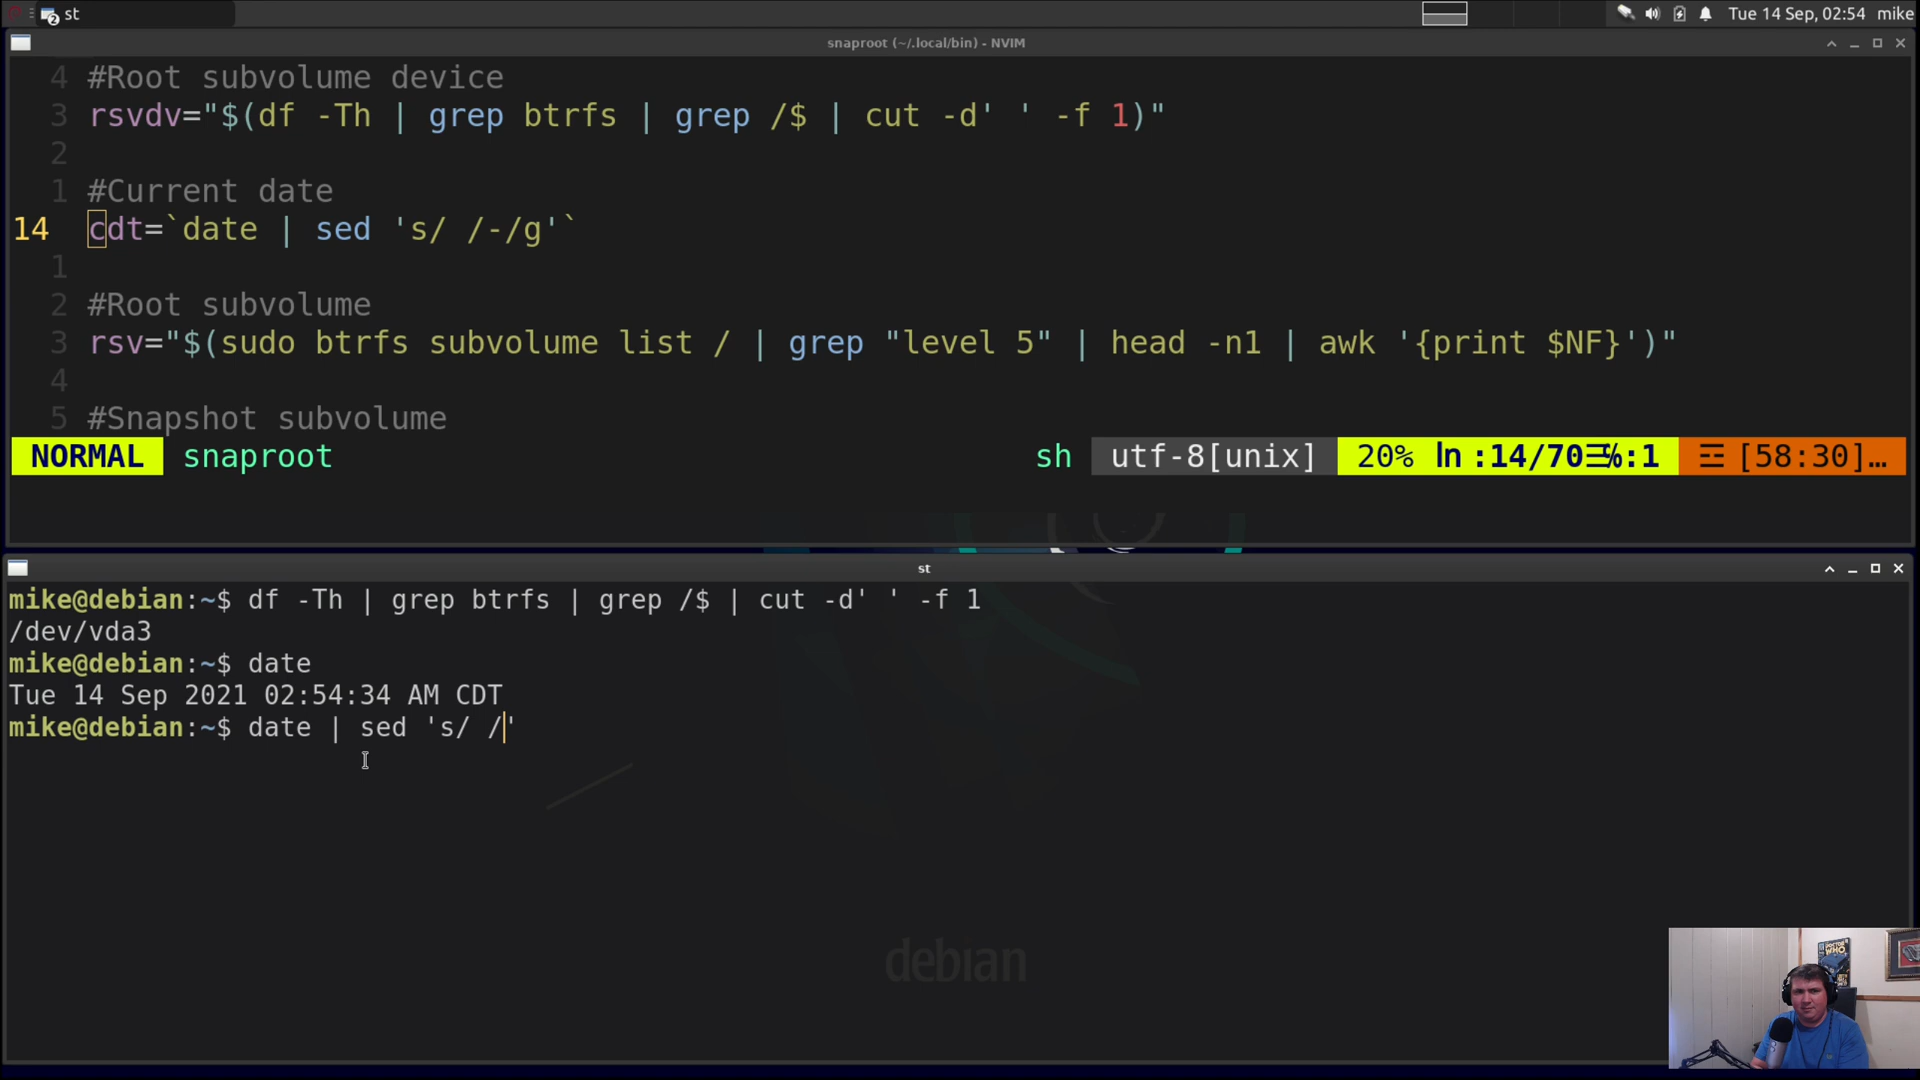 st
Tue 14 Sep, 02:54 mike
snaproot (~/.local/bin) - NVIM
4 #Root subvolume device
3 rsvdv="$(df -Th | grep btrfs | grep /$ | cut -d' ' -f 1)"
2
1 #Current date
14 cdt=`date | sed 's/ /-/g'`
1
2 #Root subvolume
3 rsv="$(sudo btrfs subvolume list / | grep "level 5" | head -n1 | awk '{print $NF}')"
4
5 #Snapshot subvolume
NORMAL snaproot sh utf-8[unix] 20% ln :14/70☰℅:1 ☲ [58:30]…
st
mike@debian:~$ df -Th | grep btrfs | grep /$ | cut -d' ' -f 1
/dev/vda3
mike@debian:~$ date
Tue 14 Sep 2021 02:54:34 AM CDT
mike@debian:~$ date | sed 's/ /'
debian
DOCTOR
WHO